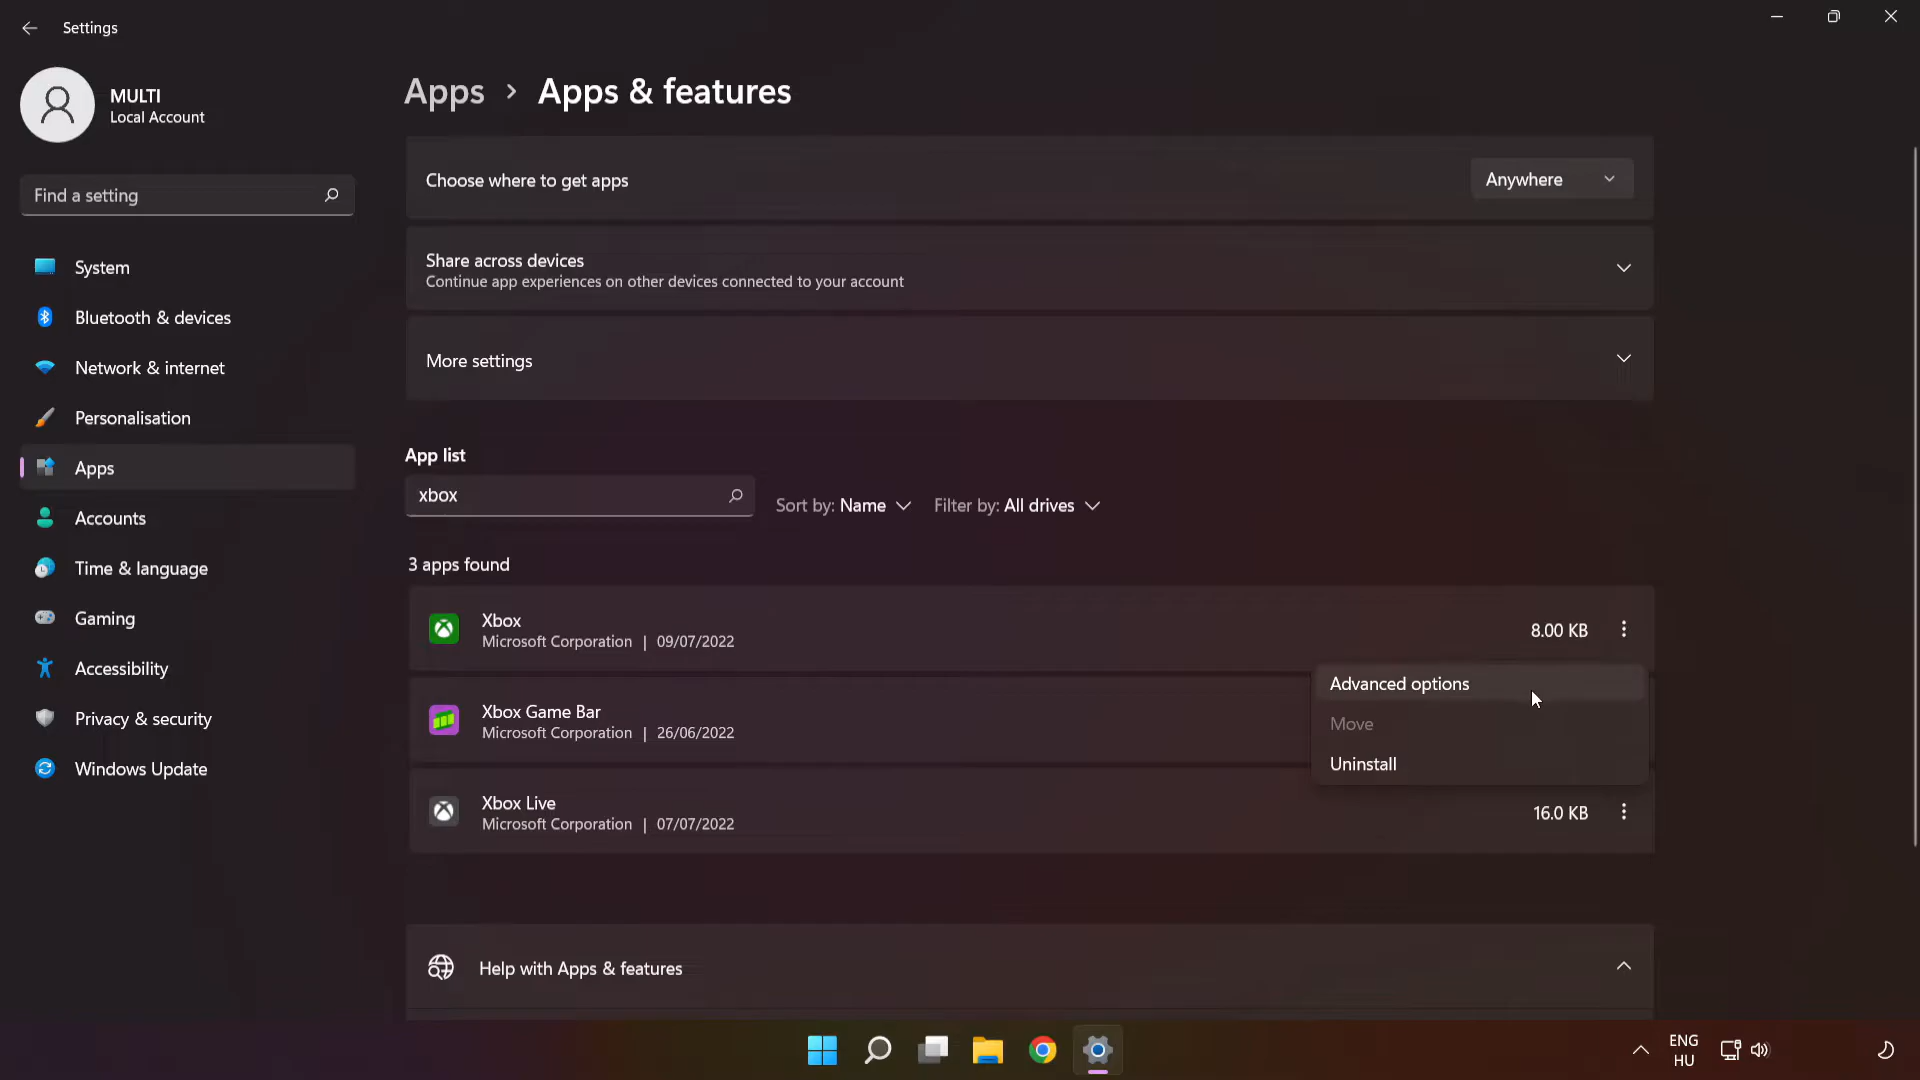 Settings
MULTI
Local Account
Find a setting
System
Bluetooth & devices
Network & internet
Personalisation
Apps
Accounts
Time & language
Gaming
Accessibility
Privacy & security
Windows Update
Apps > Apps & features
Choose where to get apps
Anywhere
Share across devices
Continue app experiences on other devices connected to your account
More settings
App list
xbox
Sort by: Name
Filter by: All drives
3 apps found
Xbox
Microsoft Corporation | 09/07/2022
8.00 KB
Advanced options
Move
Uninstall
Xbox Game Bar
Microsoft Corporation | 26/06/2022
Xbox Live
Microsoft Corporation | 07/07/2022
16.0 KB
Help with Apps & features
ENG
HU